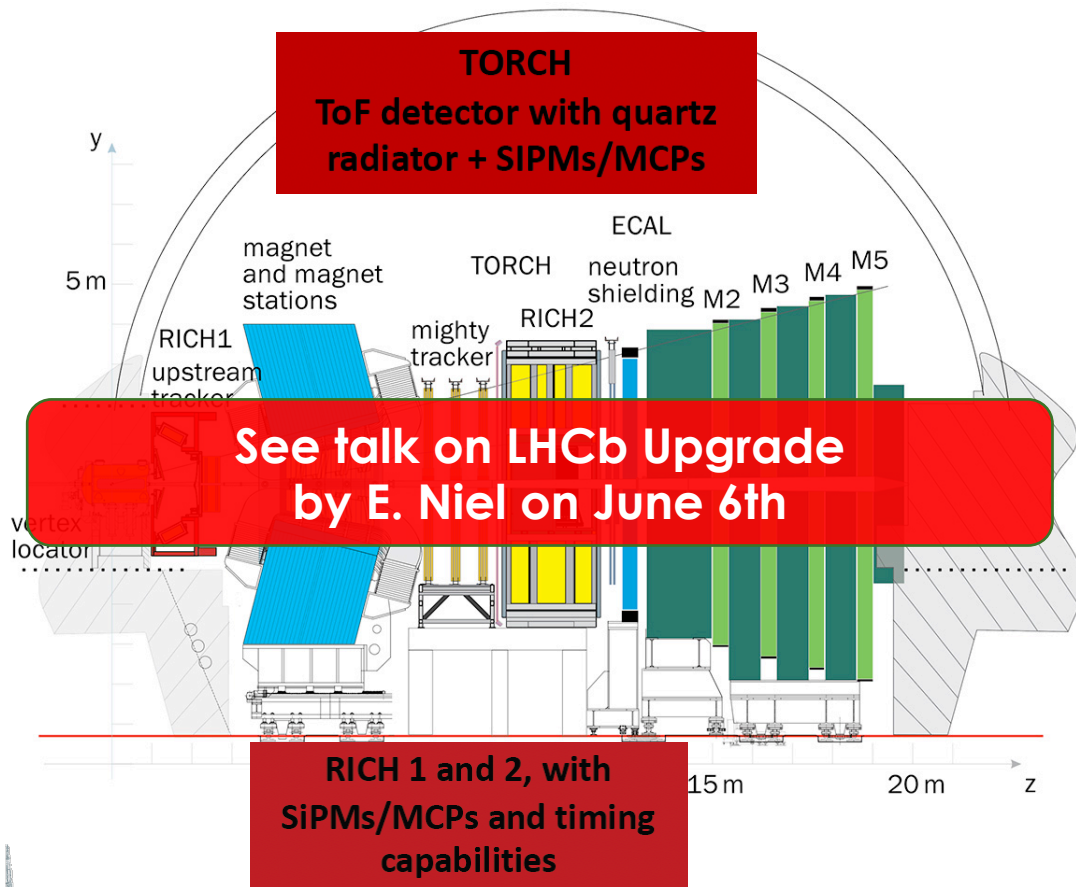 TORCH
ToF detector with quartz
radiator + SIPMs/MCPs
y
ECAL
magnet
and magnet
stations
TORCH
neutron
shielding
M5
M4
M3
M2
5 m
RICH2
mighty
tracker
RICH1
upstream
tracker
See talk on LHCb Upgrade
by E. Niel on June 6th
vertex
locator
RICH 1 and 2, with
SiPMs/MCPs and timing
capabilities
15 m
20 m
z